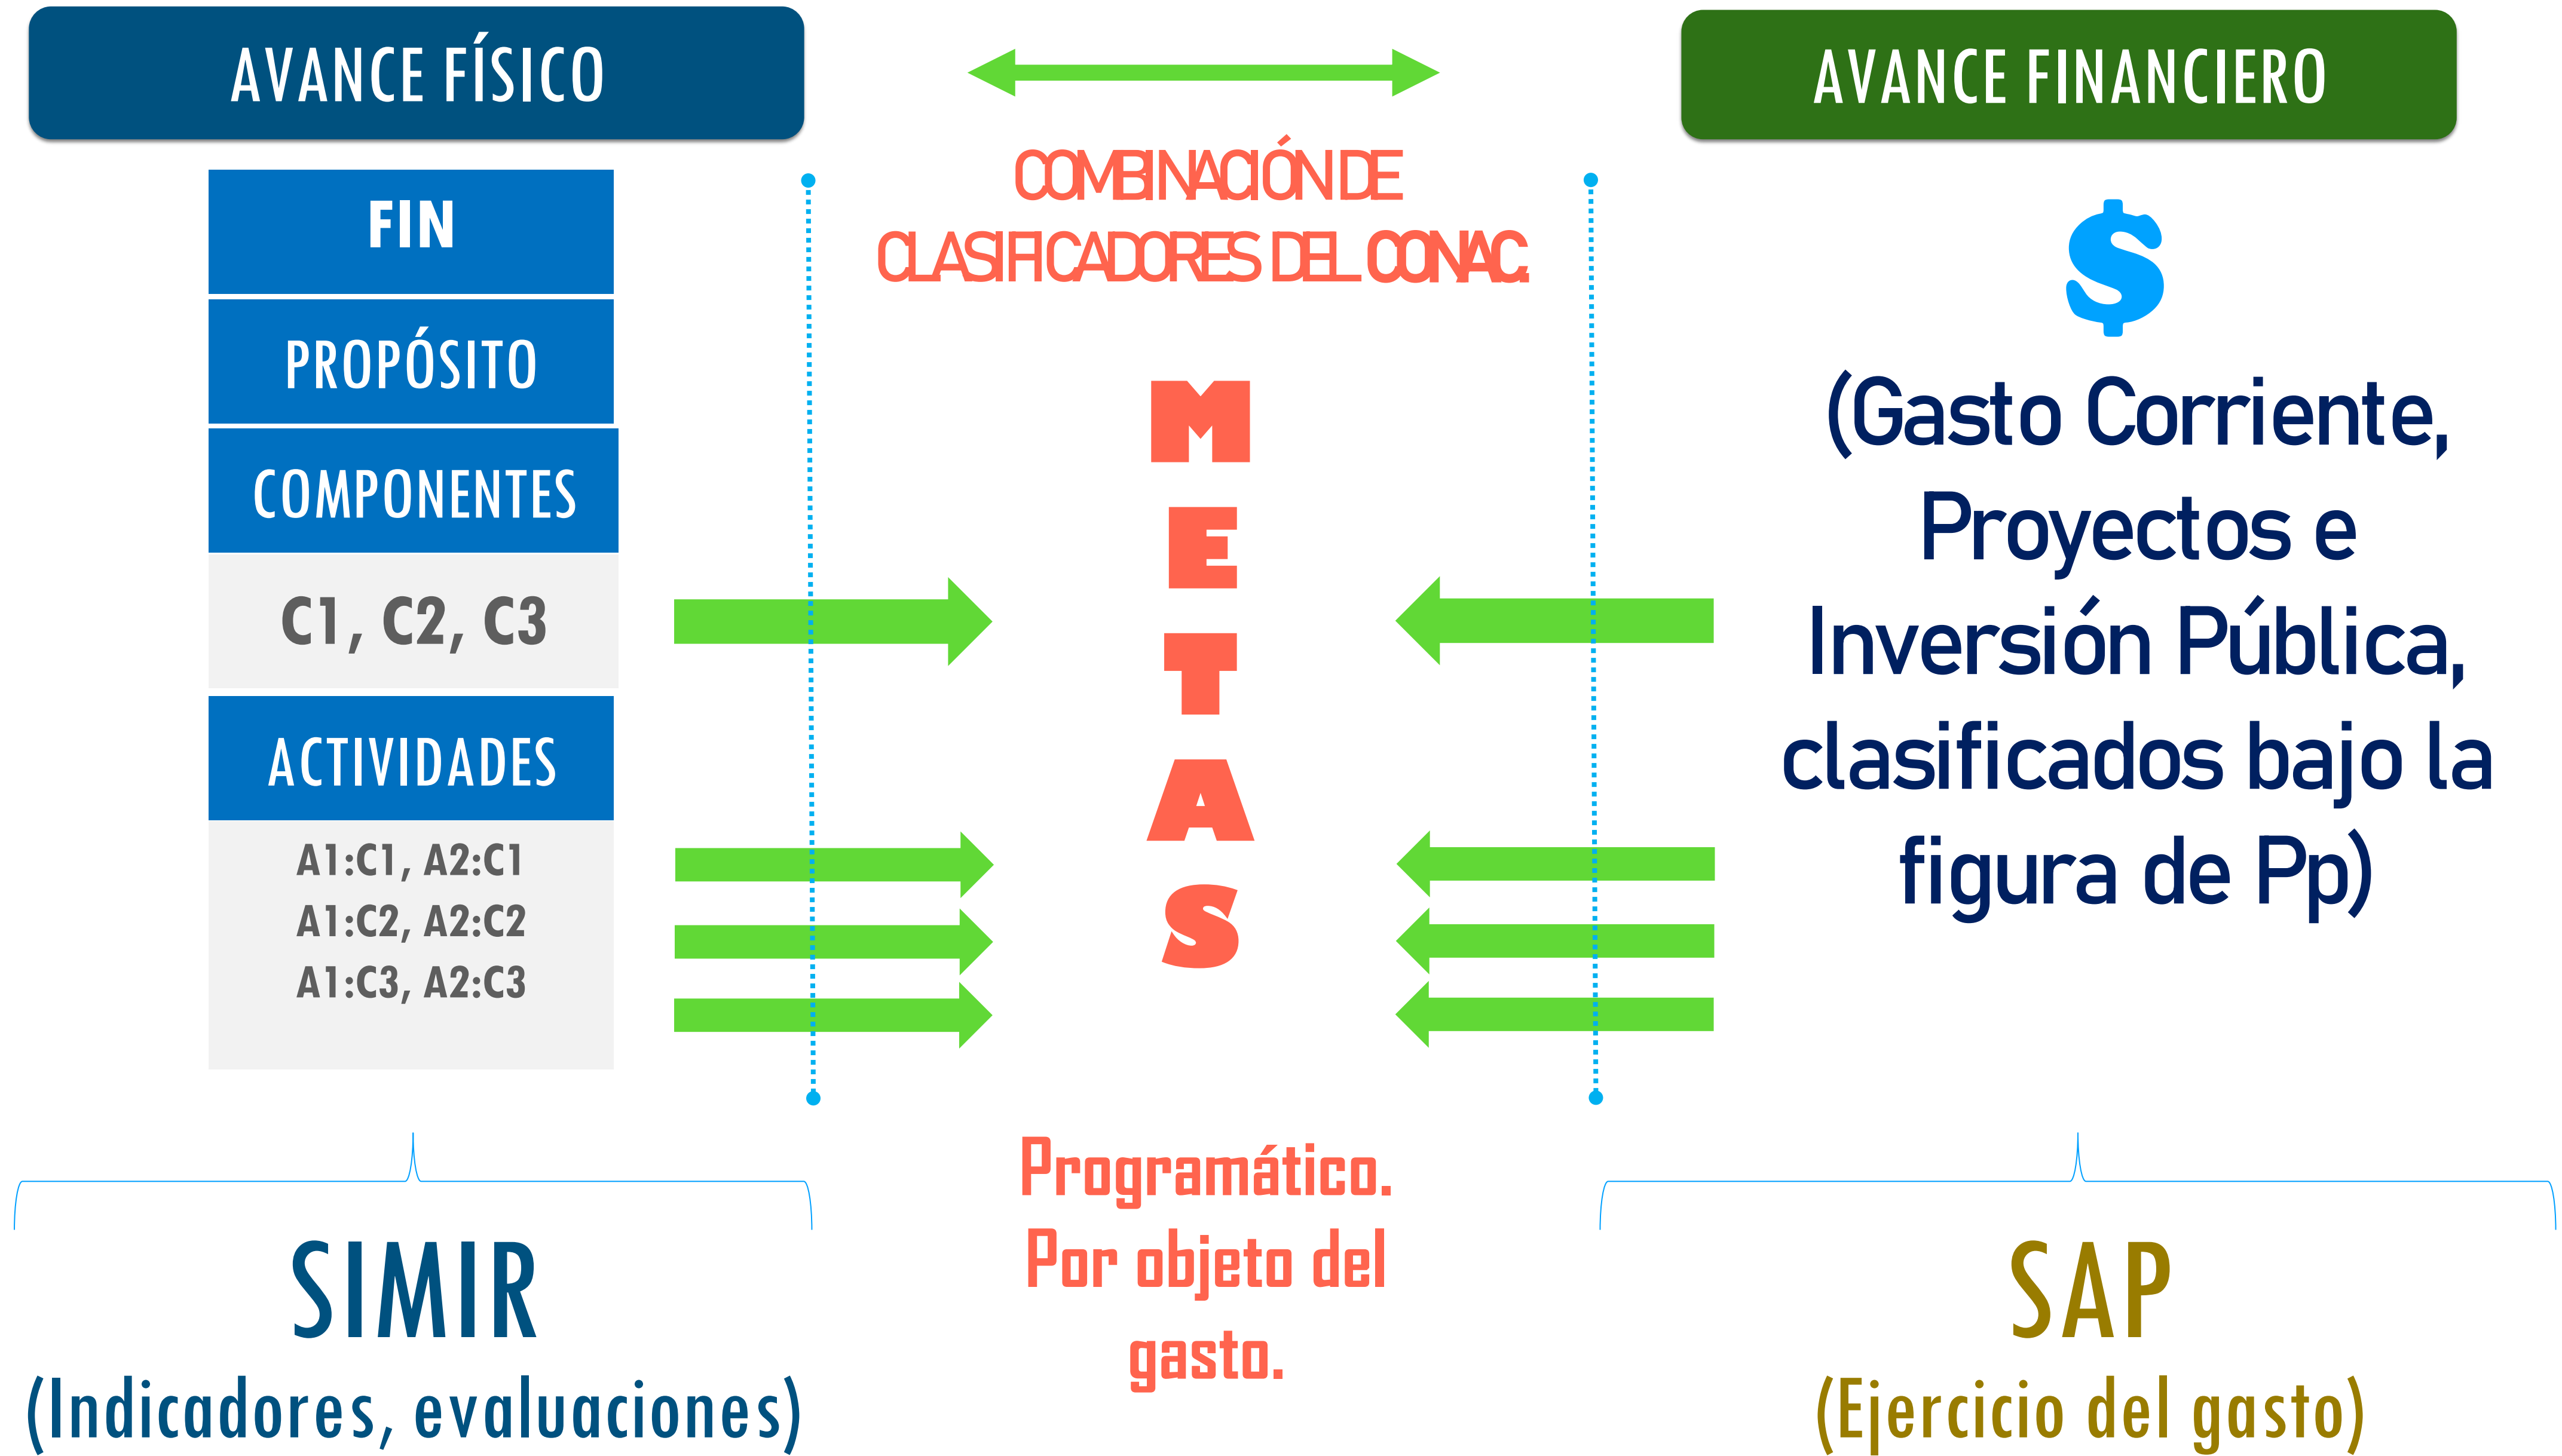 AVANCE FÍSICO
FIN
PROPÓSITO
COMPONENTES
C1, C2, C3
ACTIVIDADES
A1:C1, A2:C1
A1:C2, A2:C2
A1:C3, A2:C3
SIMIR
(Indicadores, evaluaciones)
COMBINACIÓN DE
CLASIFICADORES DEL CONAC.
M
E
T
A
S
Programático.
Por objeto del
gasto.
AVANCE FINANCIERO
$
(Gasto Corriente,
Proyectos e
Inversión Pública,
clasificados bajo la
figura de Pp)
SAP
(Ejercicio del gasto)